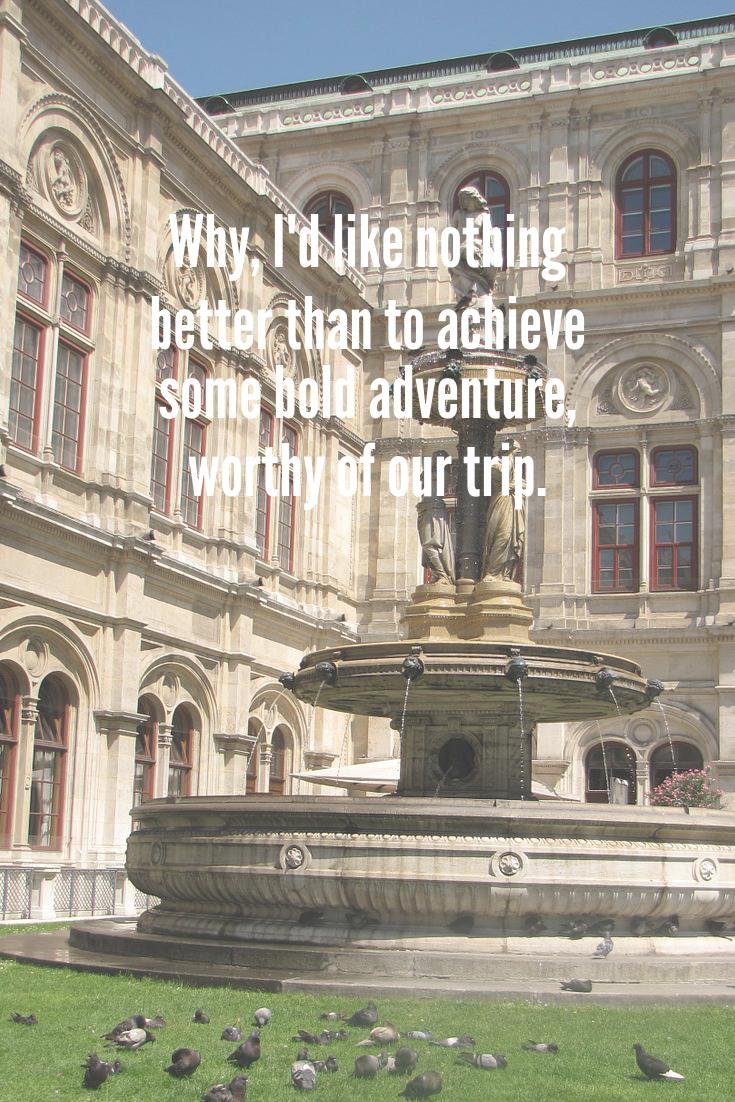 Why, I'd like nothing
better than to achieve
some bold adventure,
worthy of our trip.